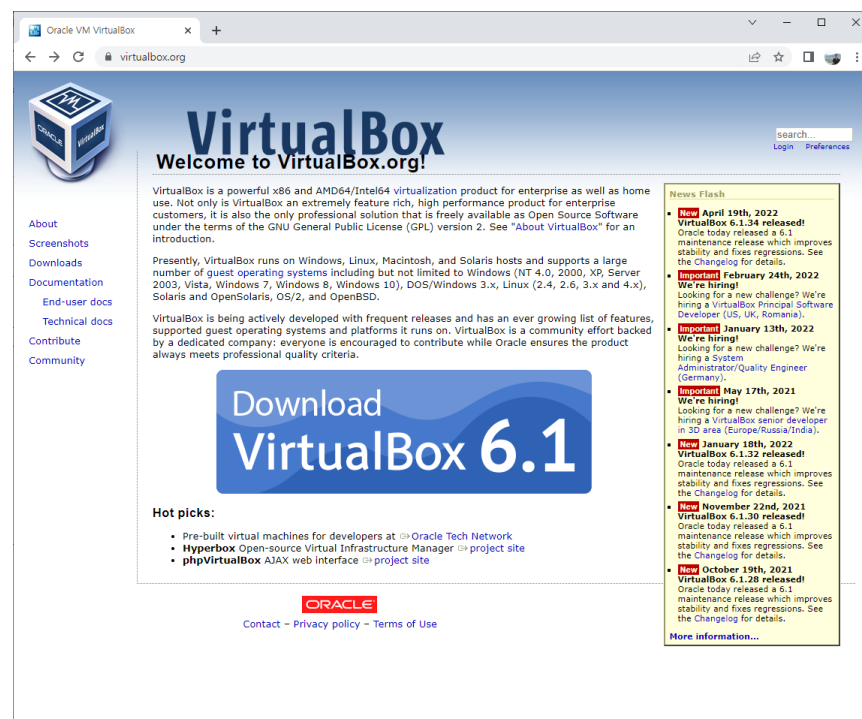 Oracle VM VirtualBox
virtualbox.org
ORACLE
VirtualBox
VirtualBox
Welcome to VirtualBox.org!
search...
Login Preferences
About
Screenshots
Downloads
Documentation
End-user docs
Technical docs
Contribute
Community
VirtualBox is a powerful x86 and AMD64/Intel64 virtualization product for enterprise as well as home
use. Not only is VirtualBox an extremely feature rich, high performance product for enterprise
customers, it is also the only professional solution that is freely available as Open Source Software
under the terms of the GNU General Public License (GPL) version 2. See "About VirtualBox" for an
introduction.
Presently, VirtualBox runs on Windows, Linux, Macintosh, and Solaris hosts and supports a large
number of guest operating systems including but not limited to Windows (NT 4.0, 2000, XP, Server
2003, Vista, Windows 7, Windows 8, Windows 10), DOS/Windows 3.x, Linux (2.4, 2.6, 3.x and 4.x),
Solaris and OpenSolaris, OS/2, and OpenBSD.
VirtualBox is being actively developed with frequent releases and has an ever growing list of features,
supported guest operating systems and platforms it runs on. VirtualBox is a community effort backed
by a dedicated company: everyone is encouraged to contribute while Oracle ensures the product
always meets professional quality criteria.
Download
VirtualBox 6.1
Hot picks:
• Pre-built virtual machines for developers at Oracle Tech Network
• Hyperbox Open-source Virtual Infrastructure Manager project site
• phpVirtualBox AJAX web interface project site
News Flash
New April 19th, 2022
VirtualBox 6.1.34 released!
Oracle today released a 6.1
maintenance release which improves
stability and fixes regressions. See
the Changelog for details.
Important February 24th, 2022
We're hiring!
Looking for a new challenge? We're
hiring a VirtualBox Principal Software
Developer (US, UK, Romania).
Important January 13th, 2022
We're hiring!
Looking for a new challenge? We're
hiring a System
Administrator/Quality Engineer
(Germany).
Important May 17th, 2021
We're hiring!
Looking for a new challenge? We're
hiring a VirtualBox senior developer
in 3D area (Europe/Russia/India).
New January 18th, 2022
VirtualBox 6.1.32 released!
Oracle today released a 6.1
maintenance release which improves
stability and fixes regressions. See
the Changelog for details.
New November 22nd, 2021
VirtualBox 6.1.30 released!
Oracle today released a 6.1
maintenance release which improves
stability and fixes regressions. See
the Changelog for details.
New October 19th, 2021
VirtualBox 6.1.28 released!
Oracle today released a 6.1
maintenance release which improves
stability and fixes regressions. See
the Changelog for details.
More information...
ORACLE
Contact – Privacy policy – Terms of Use